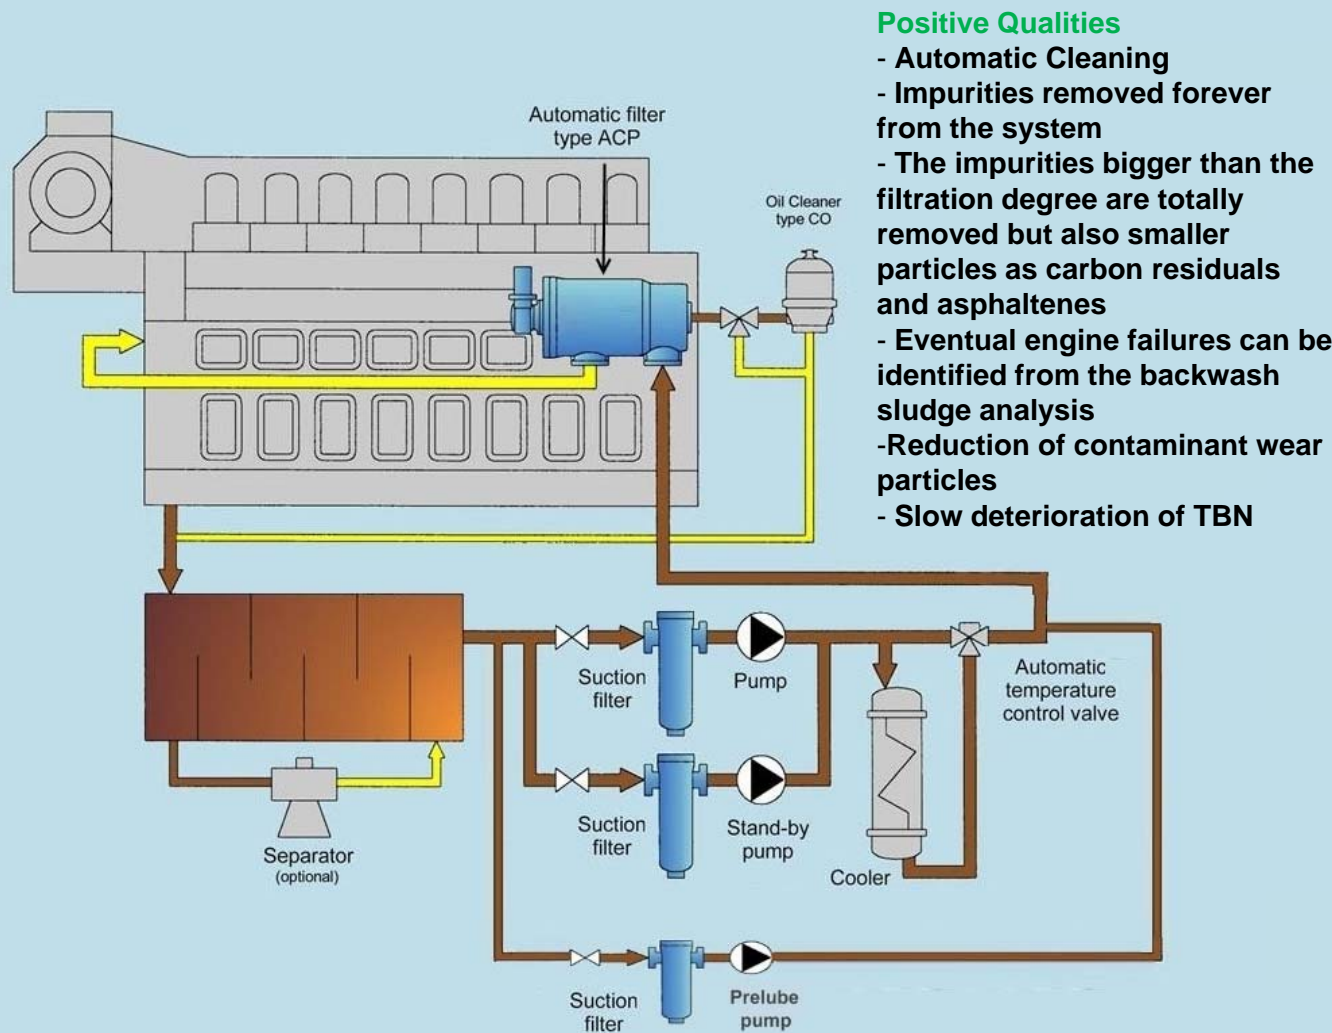 Positive Qualities
- Automatic Cleaning
- Impurities removed forever
from the system
- The impurities bigger than the
filtration degree are totally
removed but also smaller
particles as carbon residuals
and asphaltenes
- Eventual engine failures can be
identified from the backwash
sludge analysis
-Reduction of contaminant wear
particles
- Slow deterioration of TBN
Automatic filter
type ACP
Oil Cleaner
type CO
Suction
filter
Pump
Automatic
temperature
control valve
Suction
filter
Stand-by
pump
Cooler
Separator
(optional)
Suction
filter
Prelube
pump